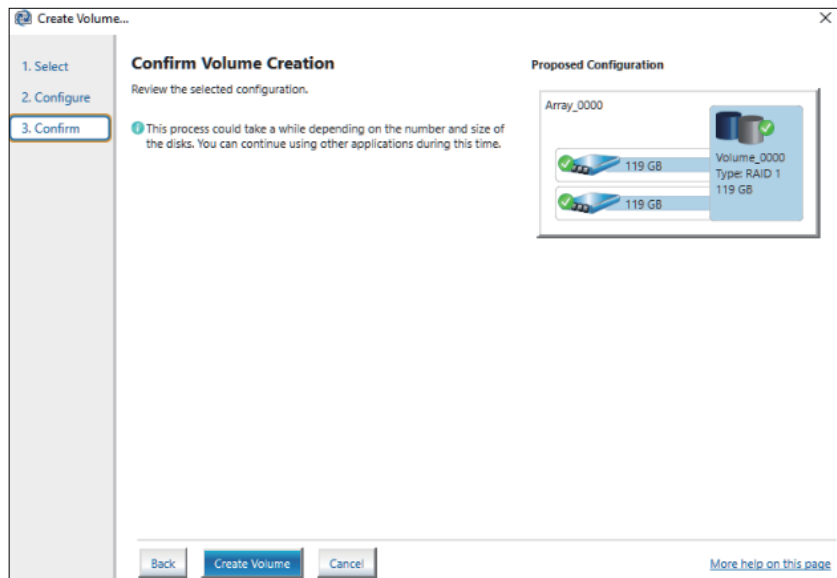 Create Volume...
1. Select
2. Configure
3. Confirm
Confirm Volume Creation
Review the selected configuration.
This process could take a while depending on the number and size of
the disks. You can continue using other applications during this time.
Proposed Configuration
Array_0000
119 GB
119 GB
Volume_0000
Type: RAID 1
119 GB
Back
Create Volume
Cancel
More help on this page